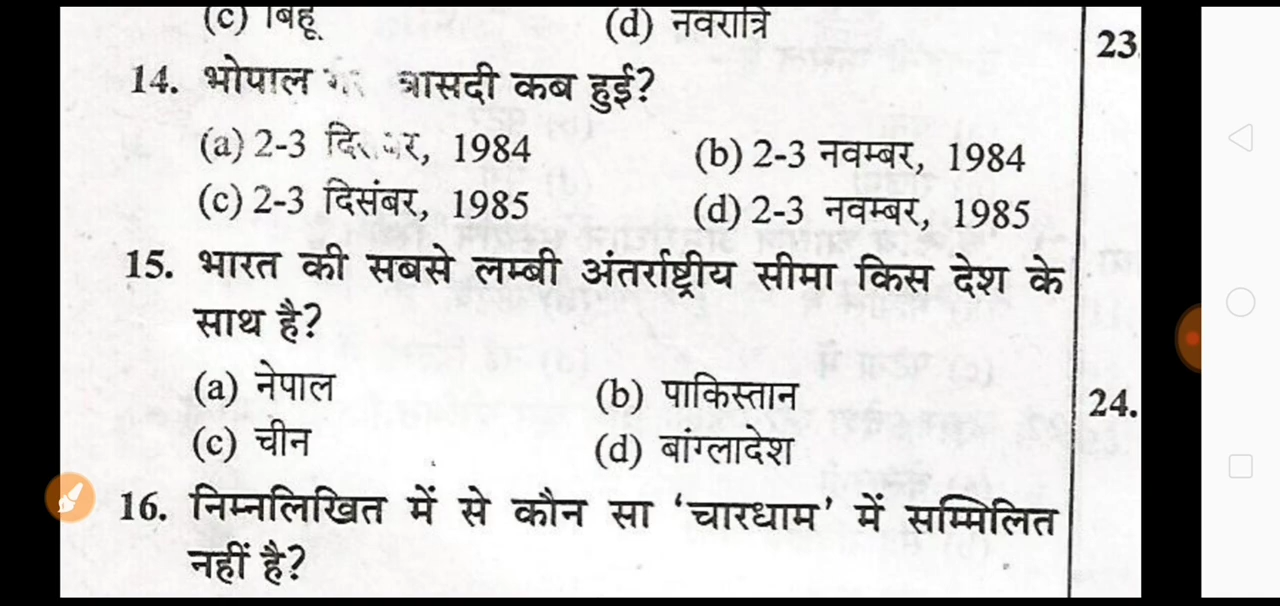 (c) बिहू (d) नवरात्रि
23
14. भोपाल त्रासदी कब हुई?
(a) 2-3 1984 (b) 2-3 नवम्बर, 1984
(c) 2-3 दिसंबर, 1985 (d) 2-3 नवम्बर, 1985
15. भारत की सबसे लम्बी अंतर्राष्ट्रीय सीमा किस देश के
साथ है?
(a) नेपाल (b) पाकिस्तान
24.
(c) चीन (d) बांग्लादेश
16. निम्नलिखित में से कौन सा ‘चारधाम’ में सम्मिलित
नहीं है?